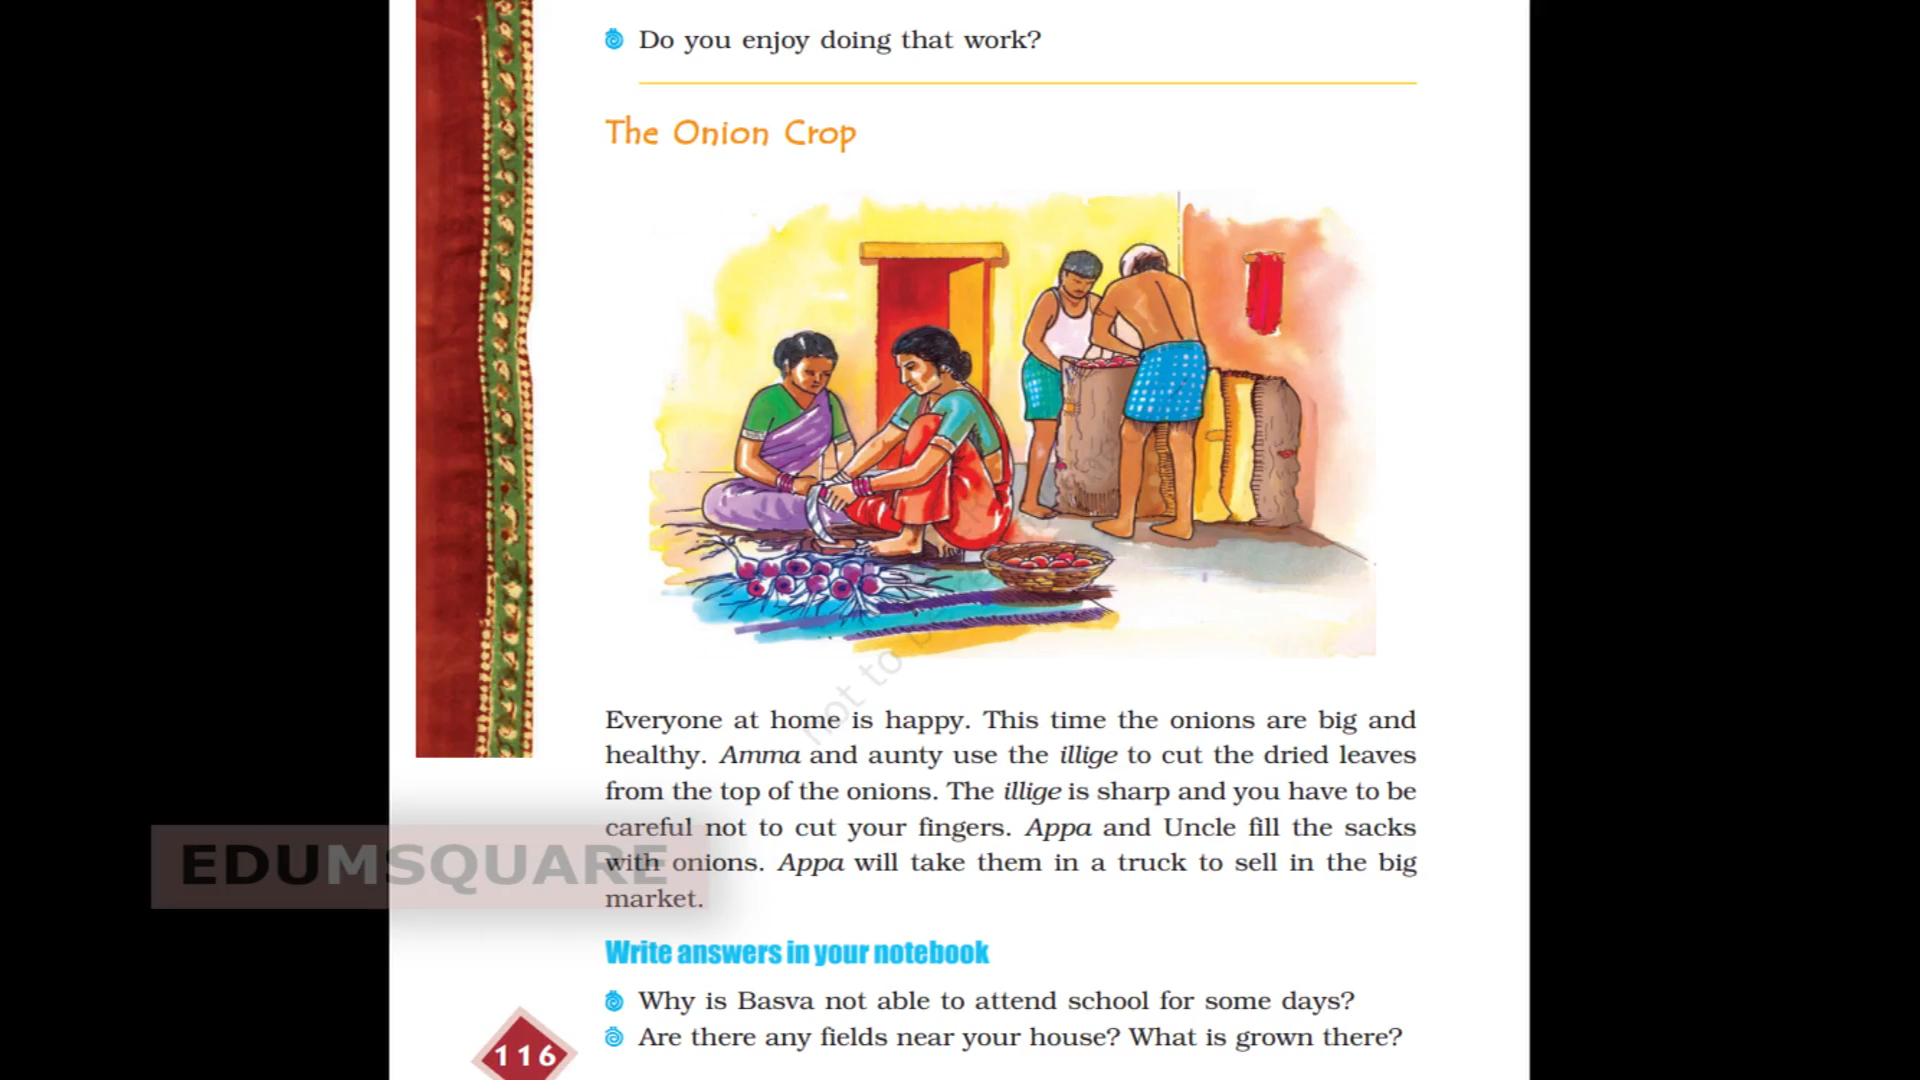 Do you enjoy doing that work?
The Onion Crop
not to b
Everyone at home is happy. This time the onions are big and
healthy. Amma and aunty use the illige to cut the dried leaves
from the top of the onions. The illige is sharp and you have to be
careful not to cut your fingers. Appa and Uncle fill the sacks
with onions. Appa will take them in a truck to sell in the big
market.
EDUMSQUARE
Write answers in your notebook
Why is Basva not able to attend school for some days?
Are there any fields near your house? What is grown there?
116